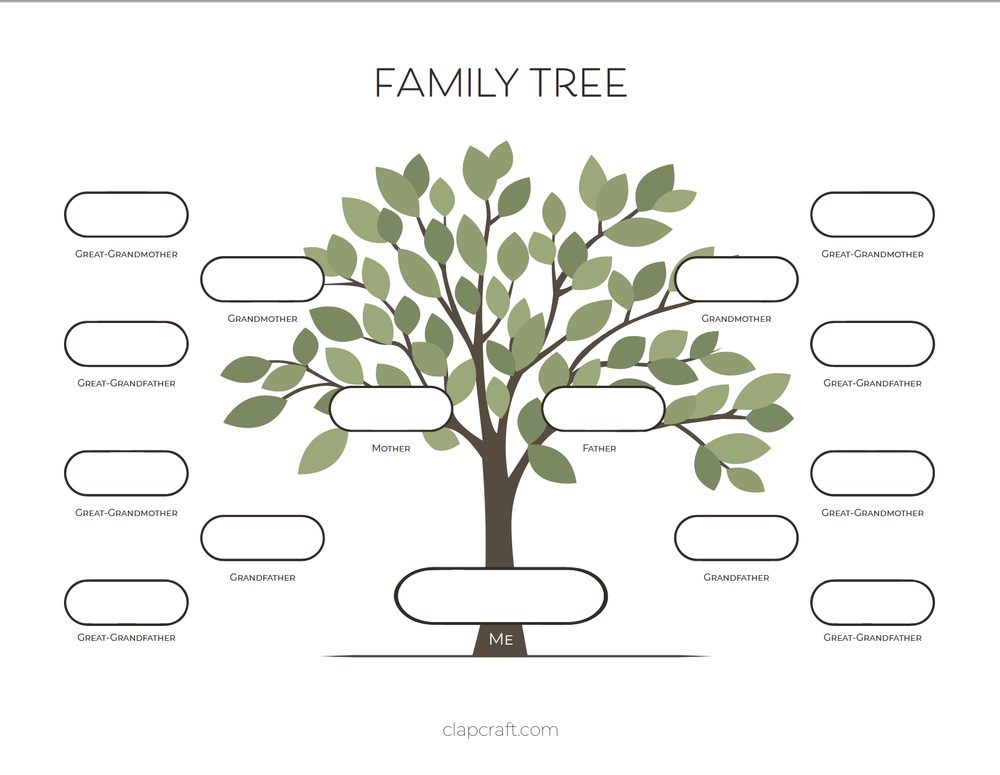 FAMILY TREE
Great-Grandmother
Great-Grandmother
Grandmother
Grandmother
Great-Grandfather
Great-Grandfather
Mother
Father
Great-Grandmother
Great-Grandmother
Grandfather
Grandfather
Great-Grandfather
Me
Great-Grandfather
clapcraft.com